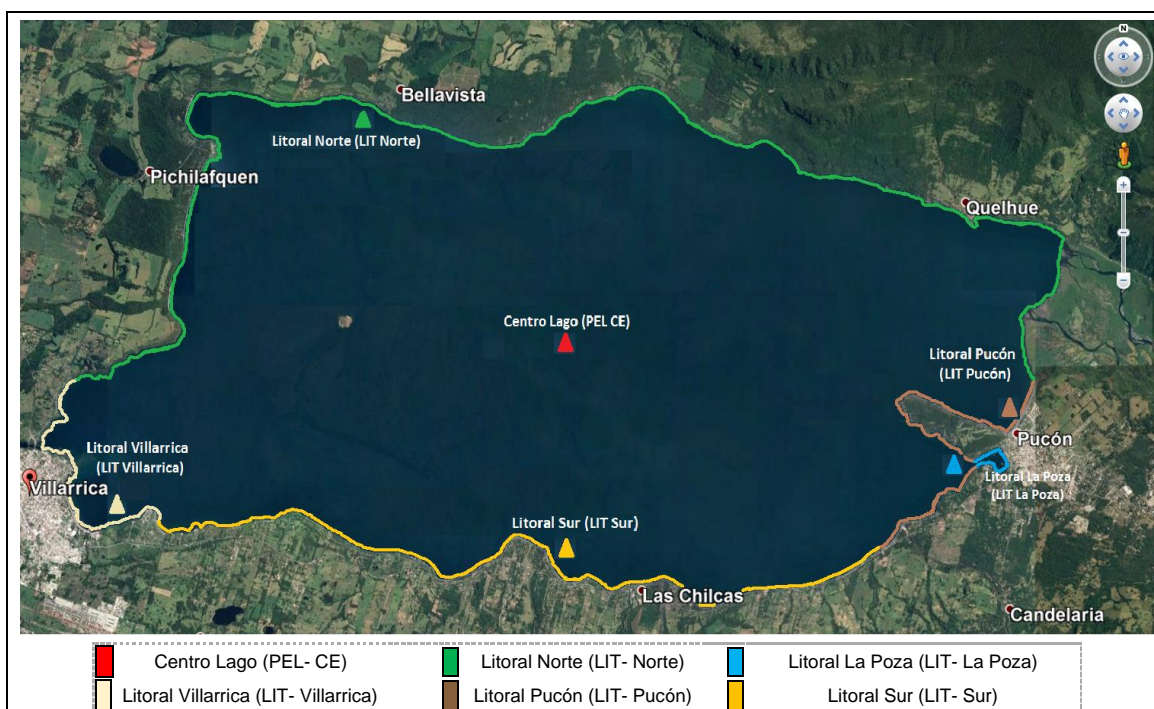 N
Bellavista
Litoral Norte (LIT Norte)
Pichilafquen
Quelhue
Centro Lago (PEL CE)
Litoral Pucón
(LIT Pucón)
Pucón
Litoral Villarrica
(LIT Villarrica)
Villarrica
Litoral La Poza
(LIT La Poza)
Litoral Sur (LIT Sur)
Las Chilcas
Candelaria
Centro Lago (PEL- CE)
Litoral Norte (LIT- Norte)
Litoral La Poza (LIT- La Poza)
Litoral Villarrica (LIT- Villarrica)
Litoral Pucón (LIT- Pucón)
Litoral Sur (LIT- Sur)